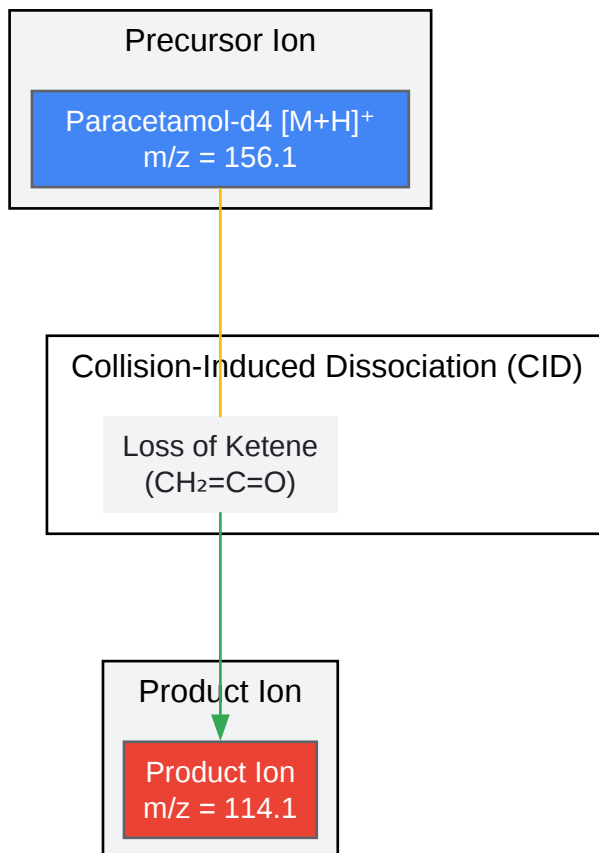 Precursor Ion
Paracetamol-d4 [M+H]⁺
m/z = 156.1
Collision-Induced Dissociation (CID)
Loss of Ketene
(CH₂=C=O)
Product Ion
Product Ion
m/z = 114.1